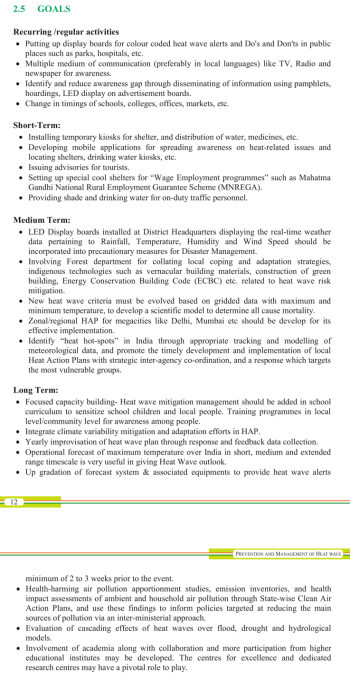 2.5 GOALS
Recurring /regular activities
• Putting up display boards for colour coded heat wave alerts and Do's and Don'ts in public
places such as parks, hospitals, etc.
• Multiple medium of communication (preferably in local languages) like TV, Radio and
newspaper for awareness.
• Identify and reduce awareness gap through disseminating of information using pamphlets,
hoardings, LED display on advertisement boards.
• Change in timings of schools, colleges, offices, markets, etc.
Short-Term:
• Installing temporary kiosks for shelter, and distribution of water, medicines, etc.
• Developing mobile applications for spreading awareness on heat-related issues and
locating shelters, drinking water kiosks, etc.
• Issuing advisories for tourists.
• Setting up special cool shelters for "Wage Employment programmes" such as Mahatma
Gandhi National Rural Employment Guarantee Scheme (MNREGA).
• Providing shade and drinking water for on-duty traffic personnel.
Medium Term:
• LED Display boards installed at District Headquarters displaying the real-time weather
data pertaining to Rainfall, Temperature, Humidity and Wind Speed should be
incorporated into precautionary measures for Disaster Management.
• Involving Forest department for collating local coping and adaptation strategies,
indigenous technologies such as vernacular building materials, construction of green
building, Energy Conservation Building Code (ECBC) etc. related to heat wave risk
mitigation.
• New heat wave criteria must be evolved based on gridded data with maximum and
minimum temperature, to develop a scientific model to determine all cause mortality.
• Zonal/regional HAP for megacities like Delhi, Mumbai etc should be develop for its
effective implementation.
• Identify "heat hot-spots" in India through appropriate tracking and modelling of
meteorological data, and promote the timely development and implementation of local
Heat Action Plans with strategic inter-agency co-ordination, and a response which targets
the most vulnerable groups.
Long Term:
• Focused capacity building- Heat wave mitigation management should be added in school
curriculum to sensitize school children and local people. Training programmes in local
level/community level for awareness among people.
• Integrate climate variability mitigation and adaptation efforts in HAP.
• Yearly improvisation of heat wave plan through response and feedback data collection.
• Operational forecast of maximum temperature over India in short, medium and extended
range timescale is very useful in giving Heat Wave outlook.
• Up gradation of forecast system & associated equipments to provide heat wave alerts
12
PREVENTION AND MANAGEMENT OF HEAT WAVE
minimum of 2 to 3 weeks prior to the event.
• Health-harming air pollution apportionment studies, emission inventories, and health
impact assessments of ambient and household air pollution through State-wise Clean Air
Action Plans, and use these findings to inform policies targeted at reducing the main
sources of pollution via an inter-ministerial approach.
• Evaluation of cascading effects of heat waves over flood, drought and hydrological
models.
• Involvement of academia along with collaboration and more participation from higher
educational institutes may be developed. The centres for excellence and dedicated
research centres may have a pivotal role to play.